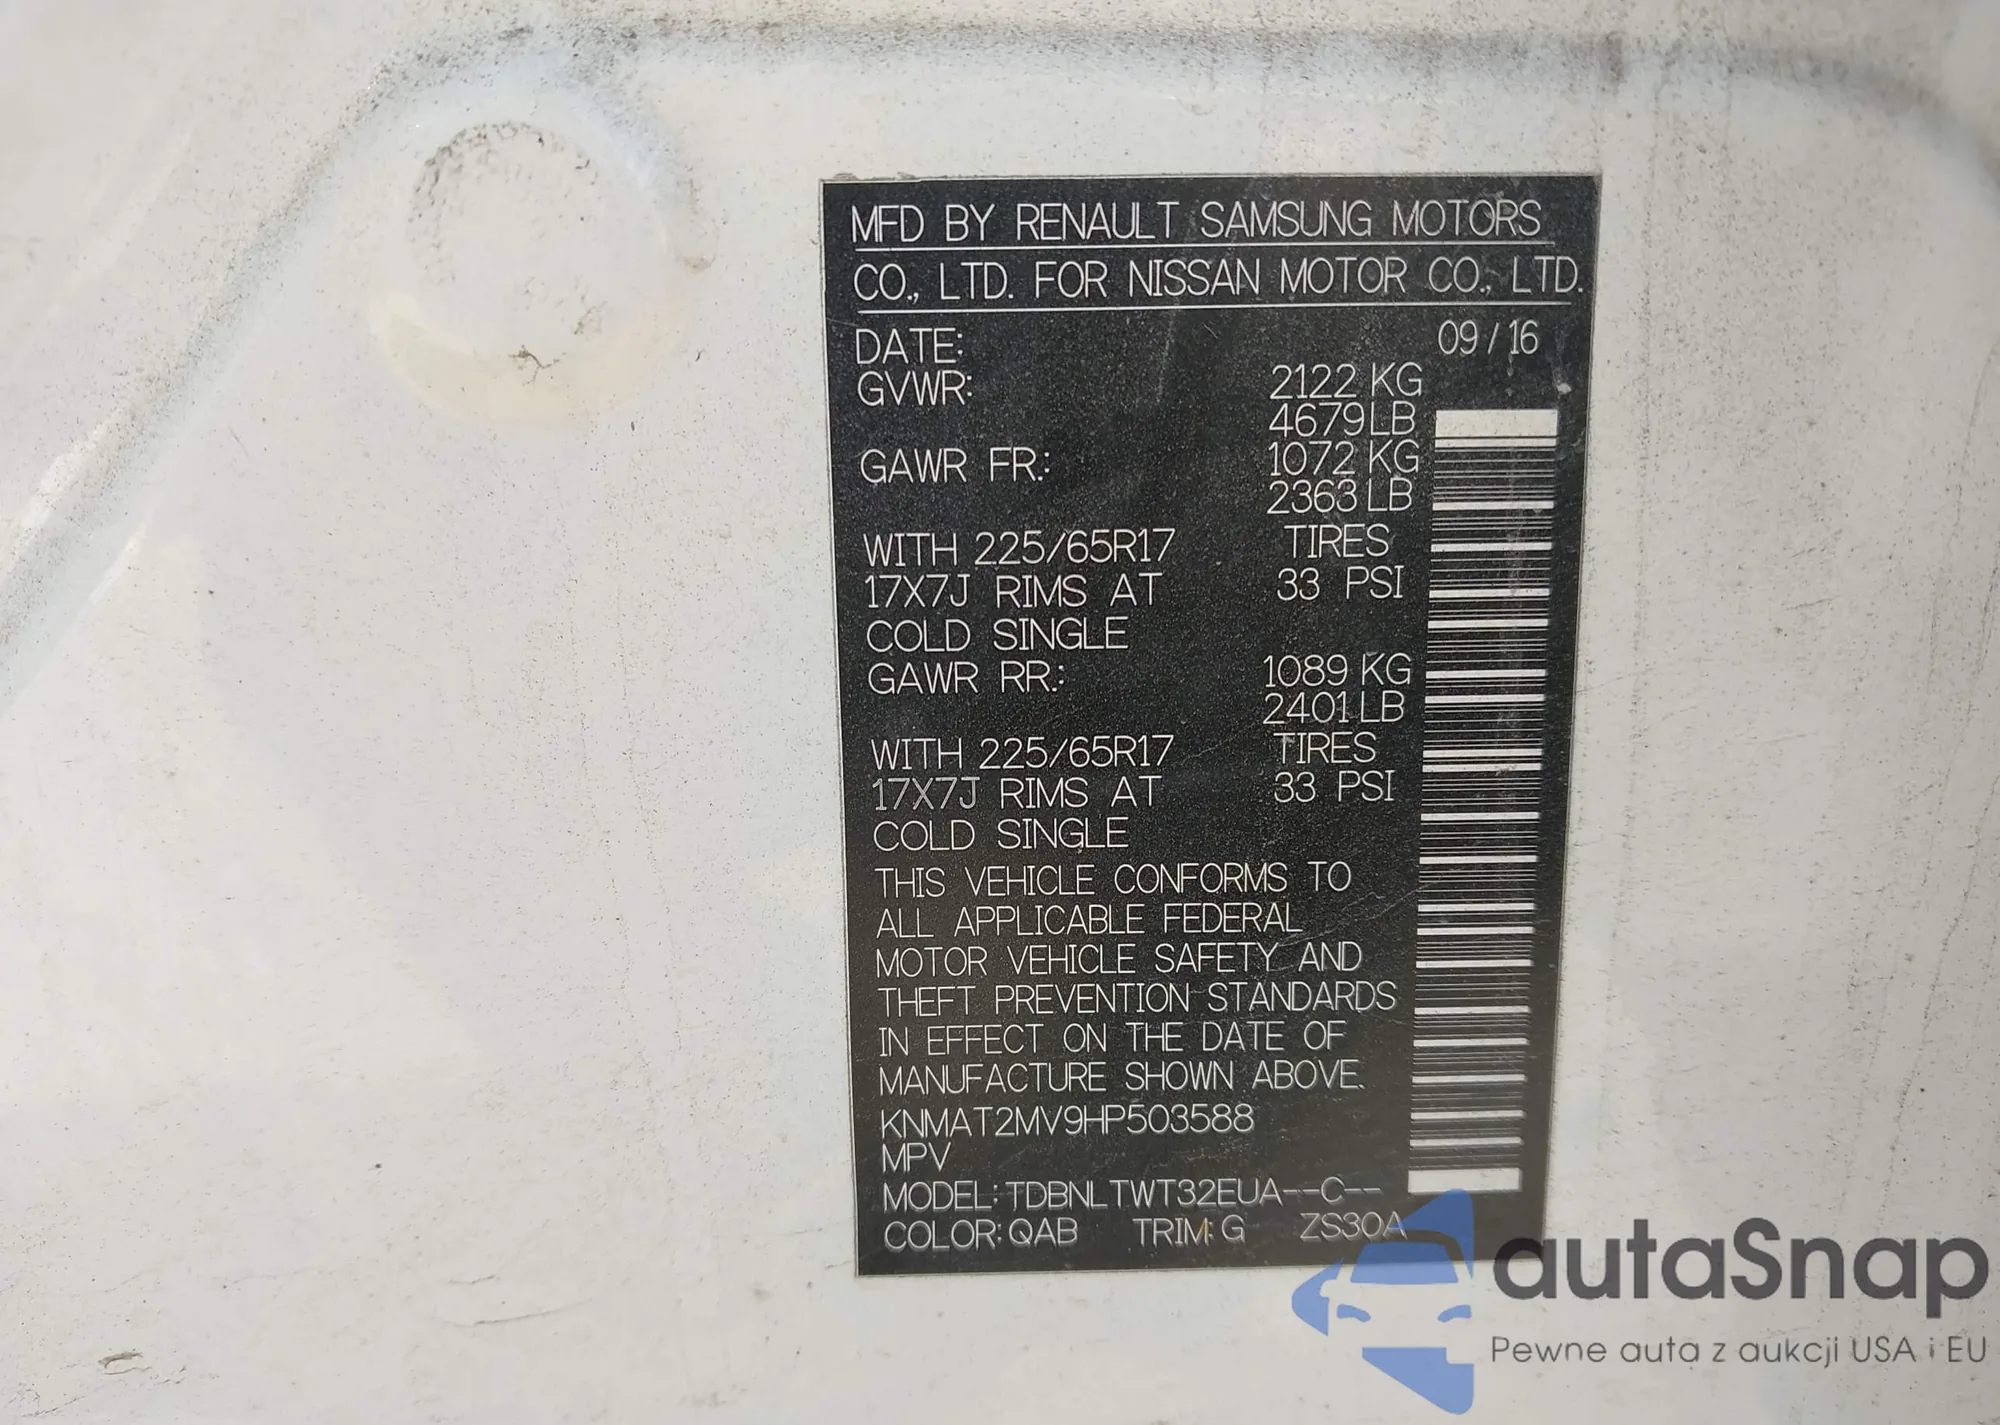 MFD BY RENAULT SAMSUNG MOTORS
CO., LTD. FOR NISSAN MOTOR CO., LTD.
DATE: 09 / 16
GVWR: 2122 KG
4679 LB
GAWR FR.: 1072 KG
2363 LB
WITH 225/65R17 TIRES
17X7J RIMS AT 33 PSI
COLD SINGLE
GAWR RR.: 1089 KG
2401 LB
WITH 225/65R17 TIRES
17X7J RIMS AT 33 PSI
COLD SINGLE
THIS VEHICLE CONFORMS TO
ALL APPLICABLE FEDERAL
MOTOR VEHICLE SAFETY AND
THEFT PREVENTION STANDARDS
IN EFFECT ON THE DATE OF
MANUFACTURE SHOWN ABOVE.
KNMAT2MV9HP503588
MPV
MODEL: TDBNLTWT32EUA--C--
COLOR: QAB TRIM: G ZS30A
autaSnap
Pewne auta z aukcji USA i EU